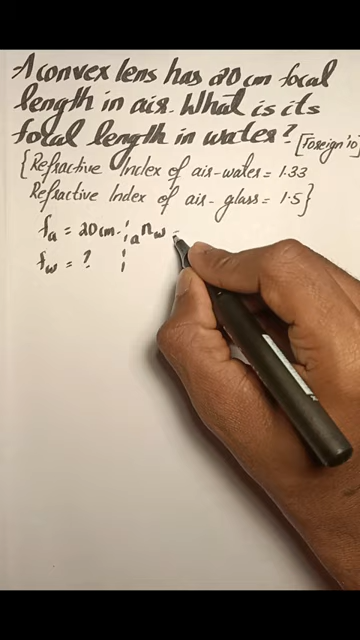 A convex lens has 20 cm focal
length in air. What is its
focal length in water? [Foreign'10]
{Refractive Index of air-water = 1.33
Refractive Index of air-glass = 1.5}
fa = 20 cm. anw =
fw = ?